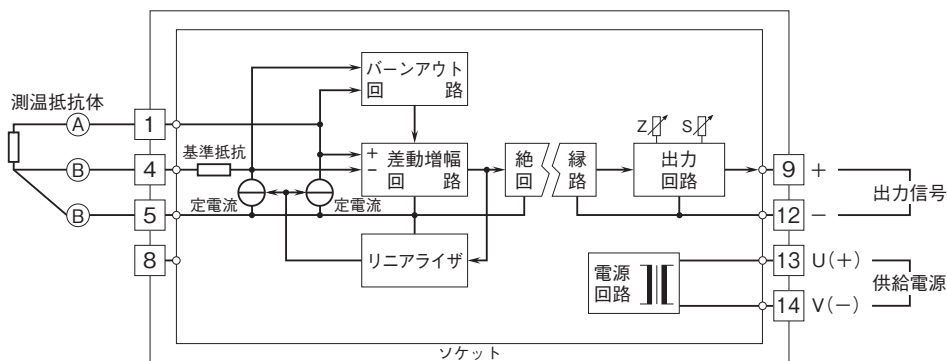 測温抵抗体
A
B
B
1
4
5
8
基準抵抗
バーンアウト
回 路
+
−
差動増幅
回 路
定電流
定電流
リニアライザ
絶 縁
回 路
Z
S
出力
回路
電源
回路
9
+
12
−
出力信号
13
U(+)
14
V(−)
供給電源
ソケット